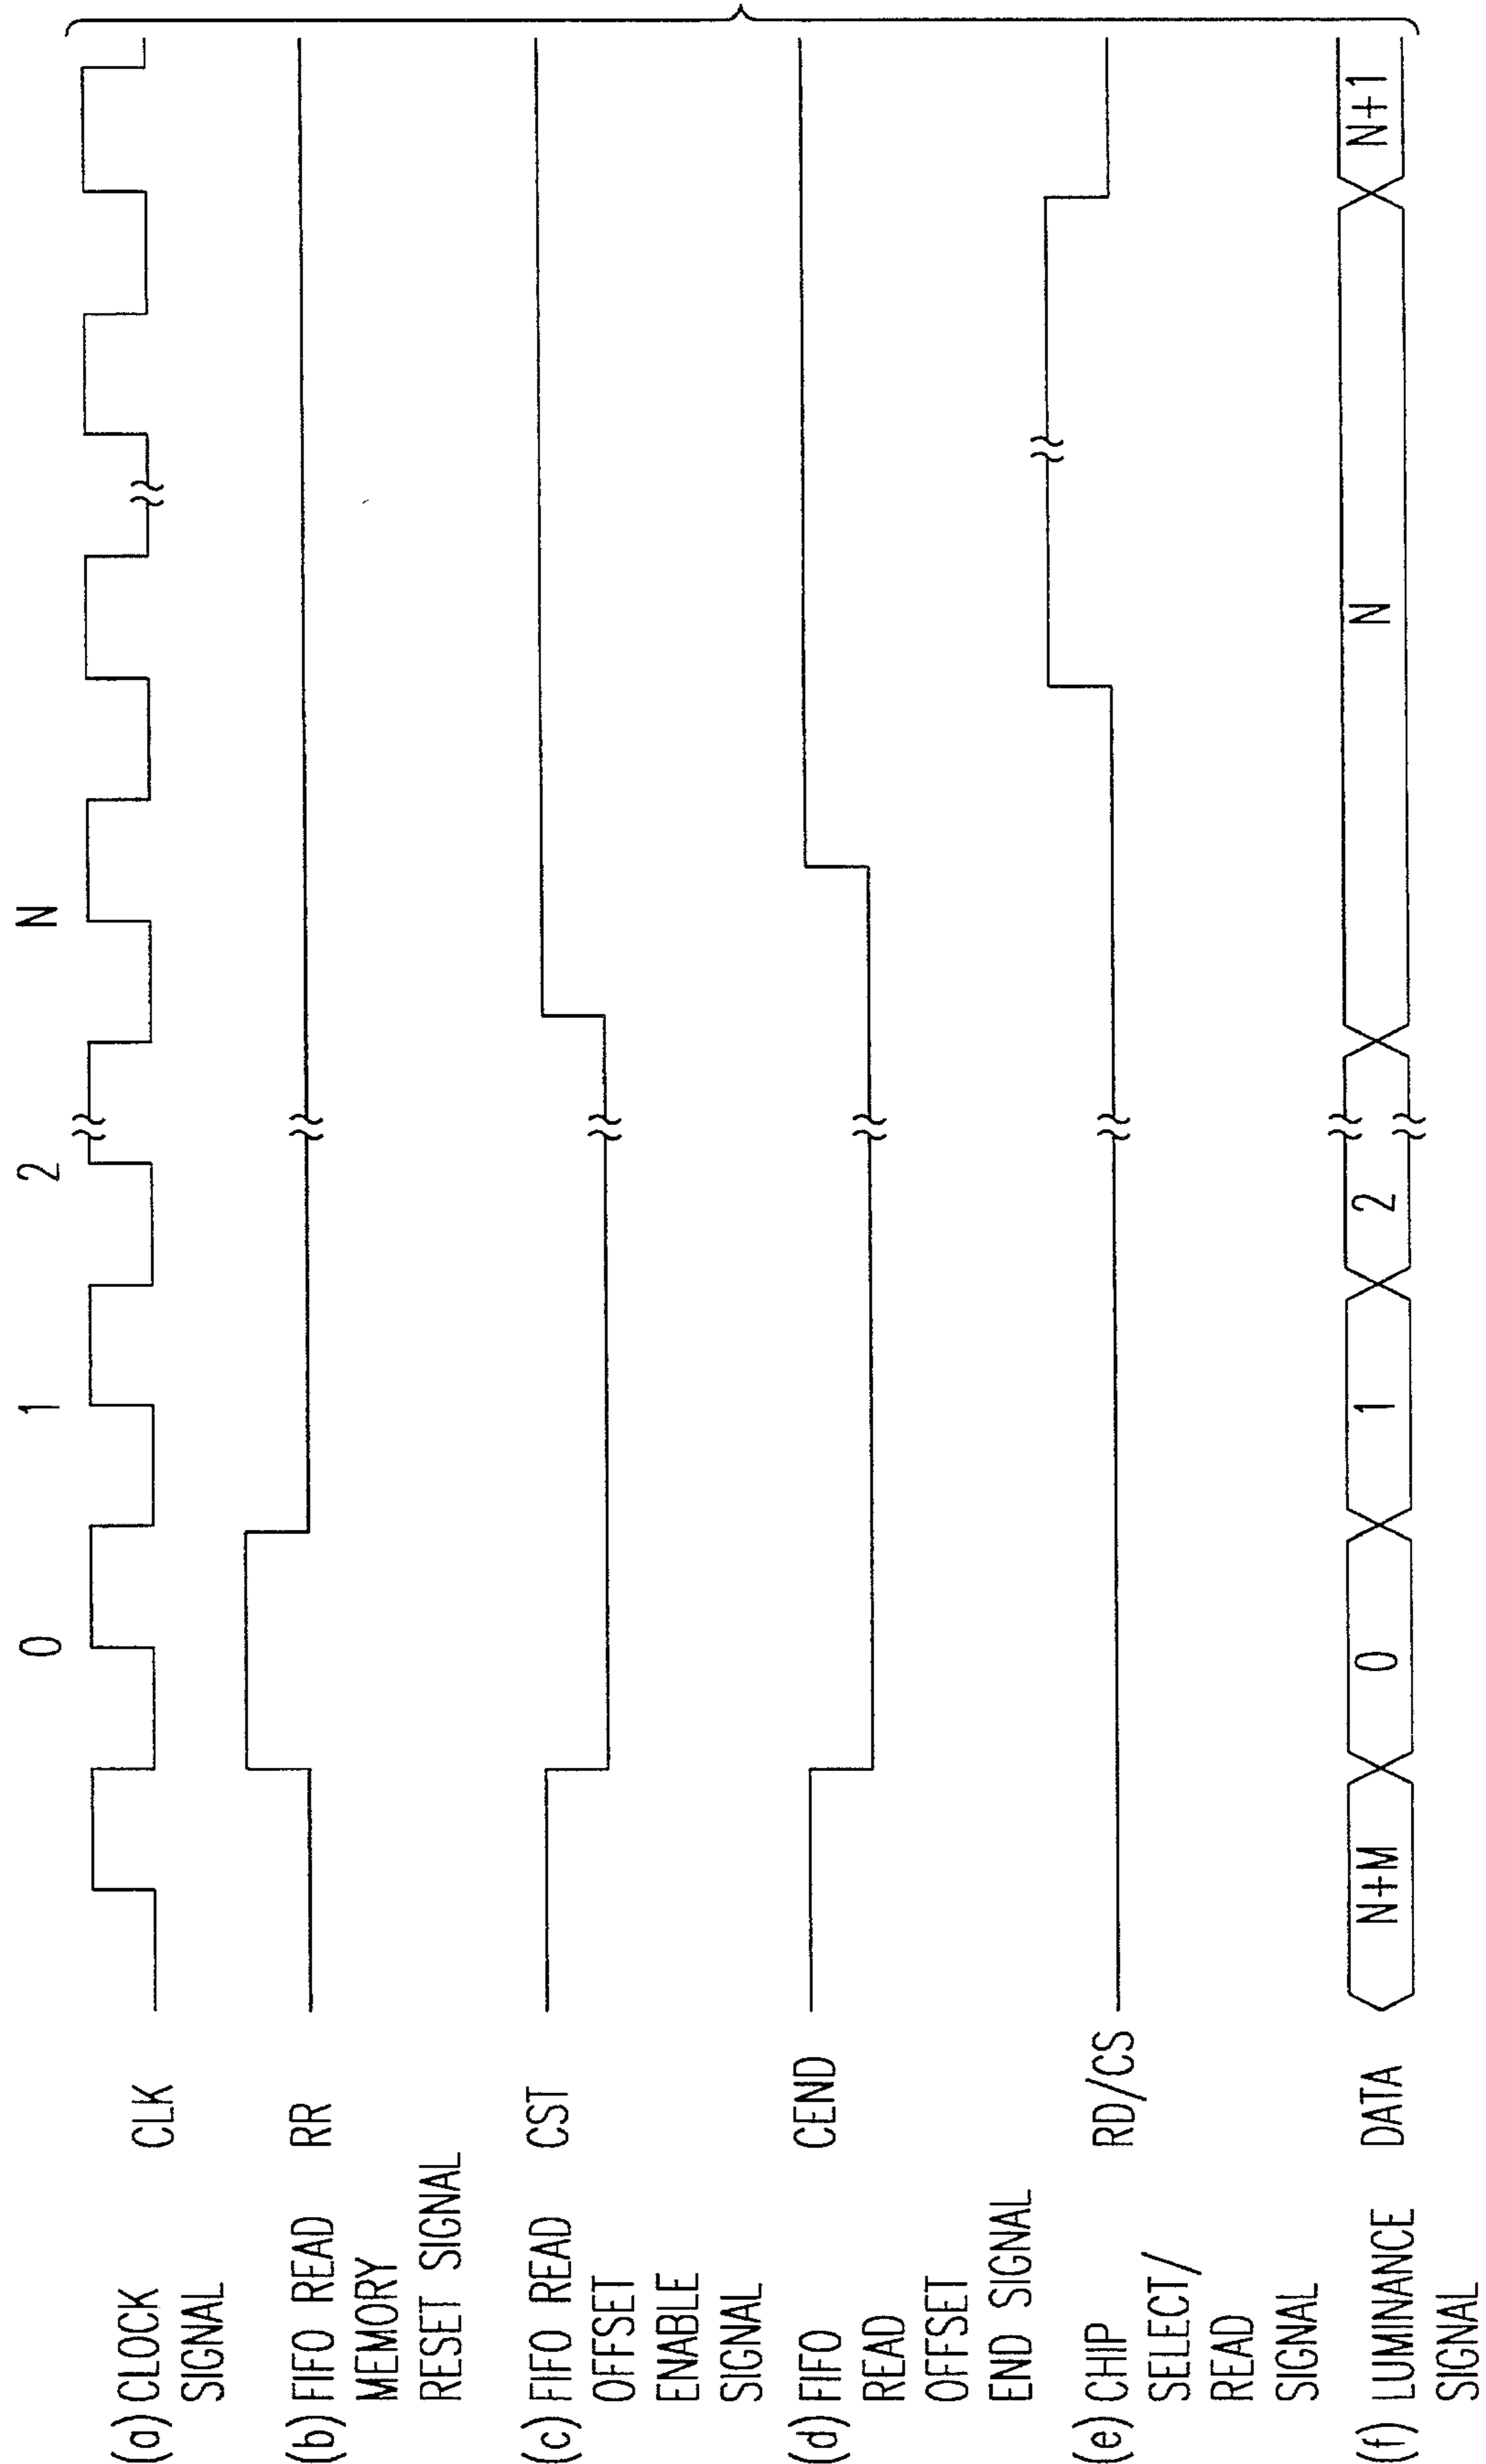 0 1 2 N
(a) CLOCK CLK
SIGNAL
(b) FIFO READ RR
MEMORY
RESET SIGNAL
(c) FIFO READ CST
OFFSET
ENABLE
SIGNAL
(d) FIFO CEND
READ
OFFSET
END SIGNAL
(e) CHIP RD/CS
SELECT/
READ
SIGNAL
(f) LUMINANCE DATA N+M 0 1 2 N N+1
SIGNAL